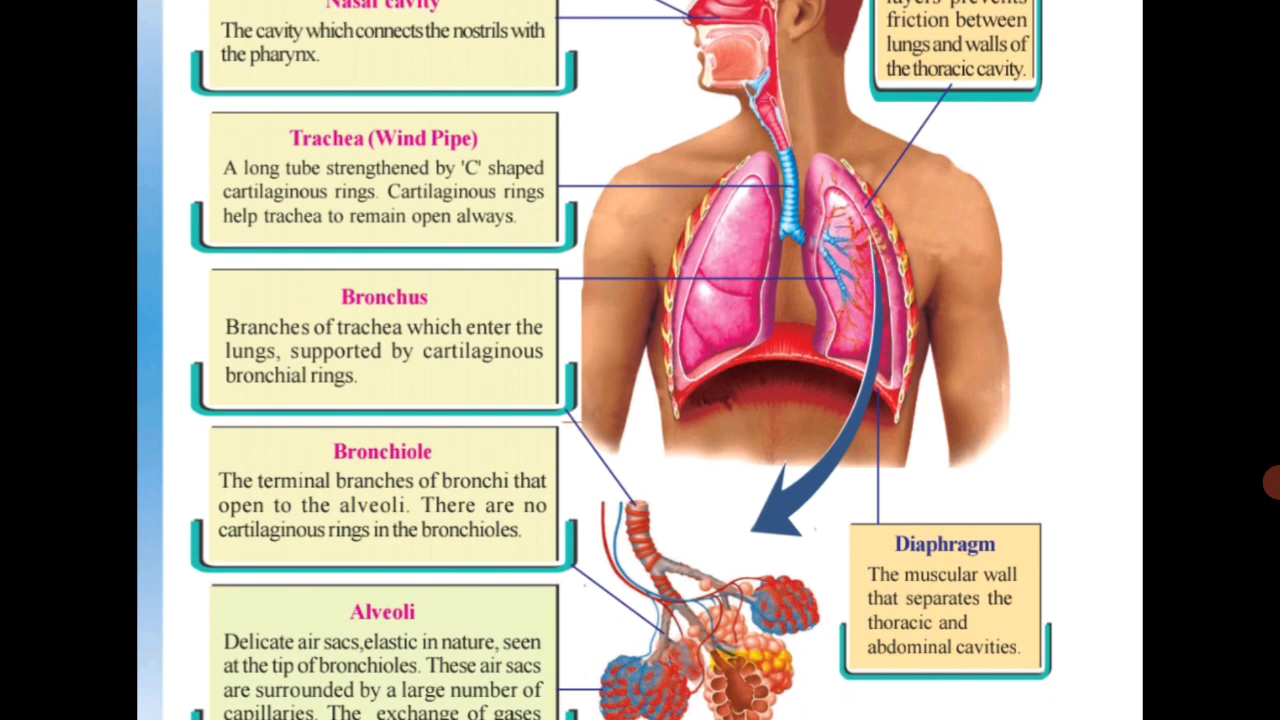 Nasal cavity
The cavity which connects the nostrils with
the pharynx.
layers prevents
friction between
lungs and walls of
the thoracic cavity.
Trachea (Wind Pipe)
A long tube strengthened by 'C' shaped
cartilaginous rings. Cartilaginous rings
help trachea to remain open always.
Bronchus
Branches of trachea which enter the
lungs, supported by cartilaginous
bronchial rings.
Bronchiole
The terminal branches of bronchi that
open to the alveoli. There are no
cartilaginous rings in the bronchioles.
Diaphragm
The muscular wall
that separates the
thoracic and
abdominal cavities.
Alveoli
Delicate air sacs,elastic in nature, seen
at the tip of bronchioles. These air sacs
are surrounded by a large number of
capillaries. The exchange of gases